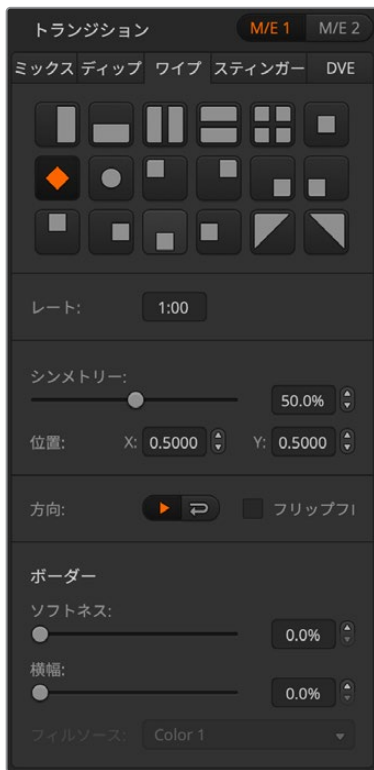 トランジション M/E 1 M/E 2
ミックス ディップ ワイプ スティンガー DVE
レート: 1:00
シンメトリー:
50.0%
位置: X: 0.5000 Y: 0.5000
方向: フリップフ
ボーダー
ソフトネス:
0.0%
横幅:
0.0%
フィルソース: Color 1